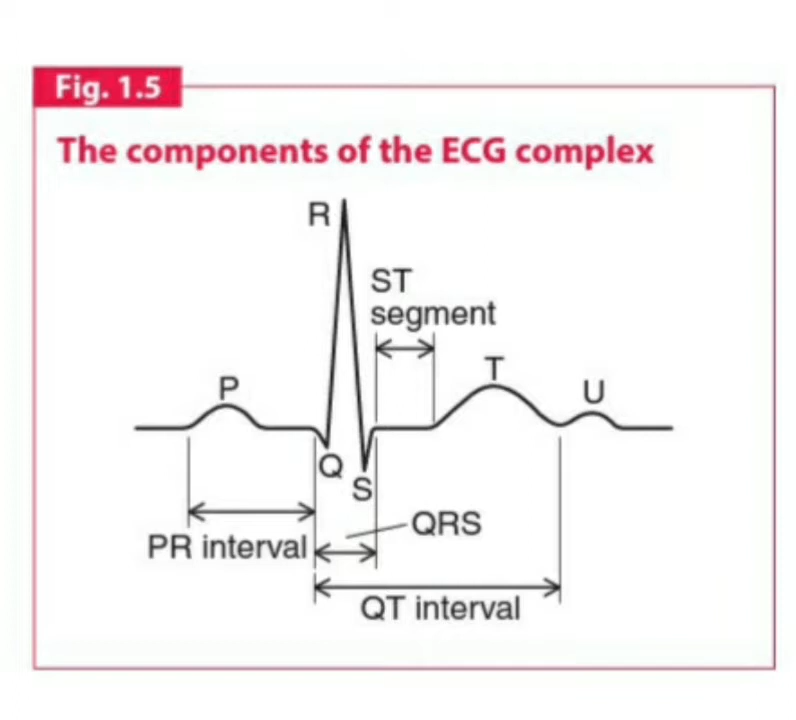 Fig. 1.5
The components of the ECG complex
R
ST
segment
P
T
U
Q
S
QRS
PR interval
QT interval